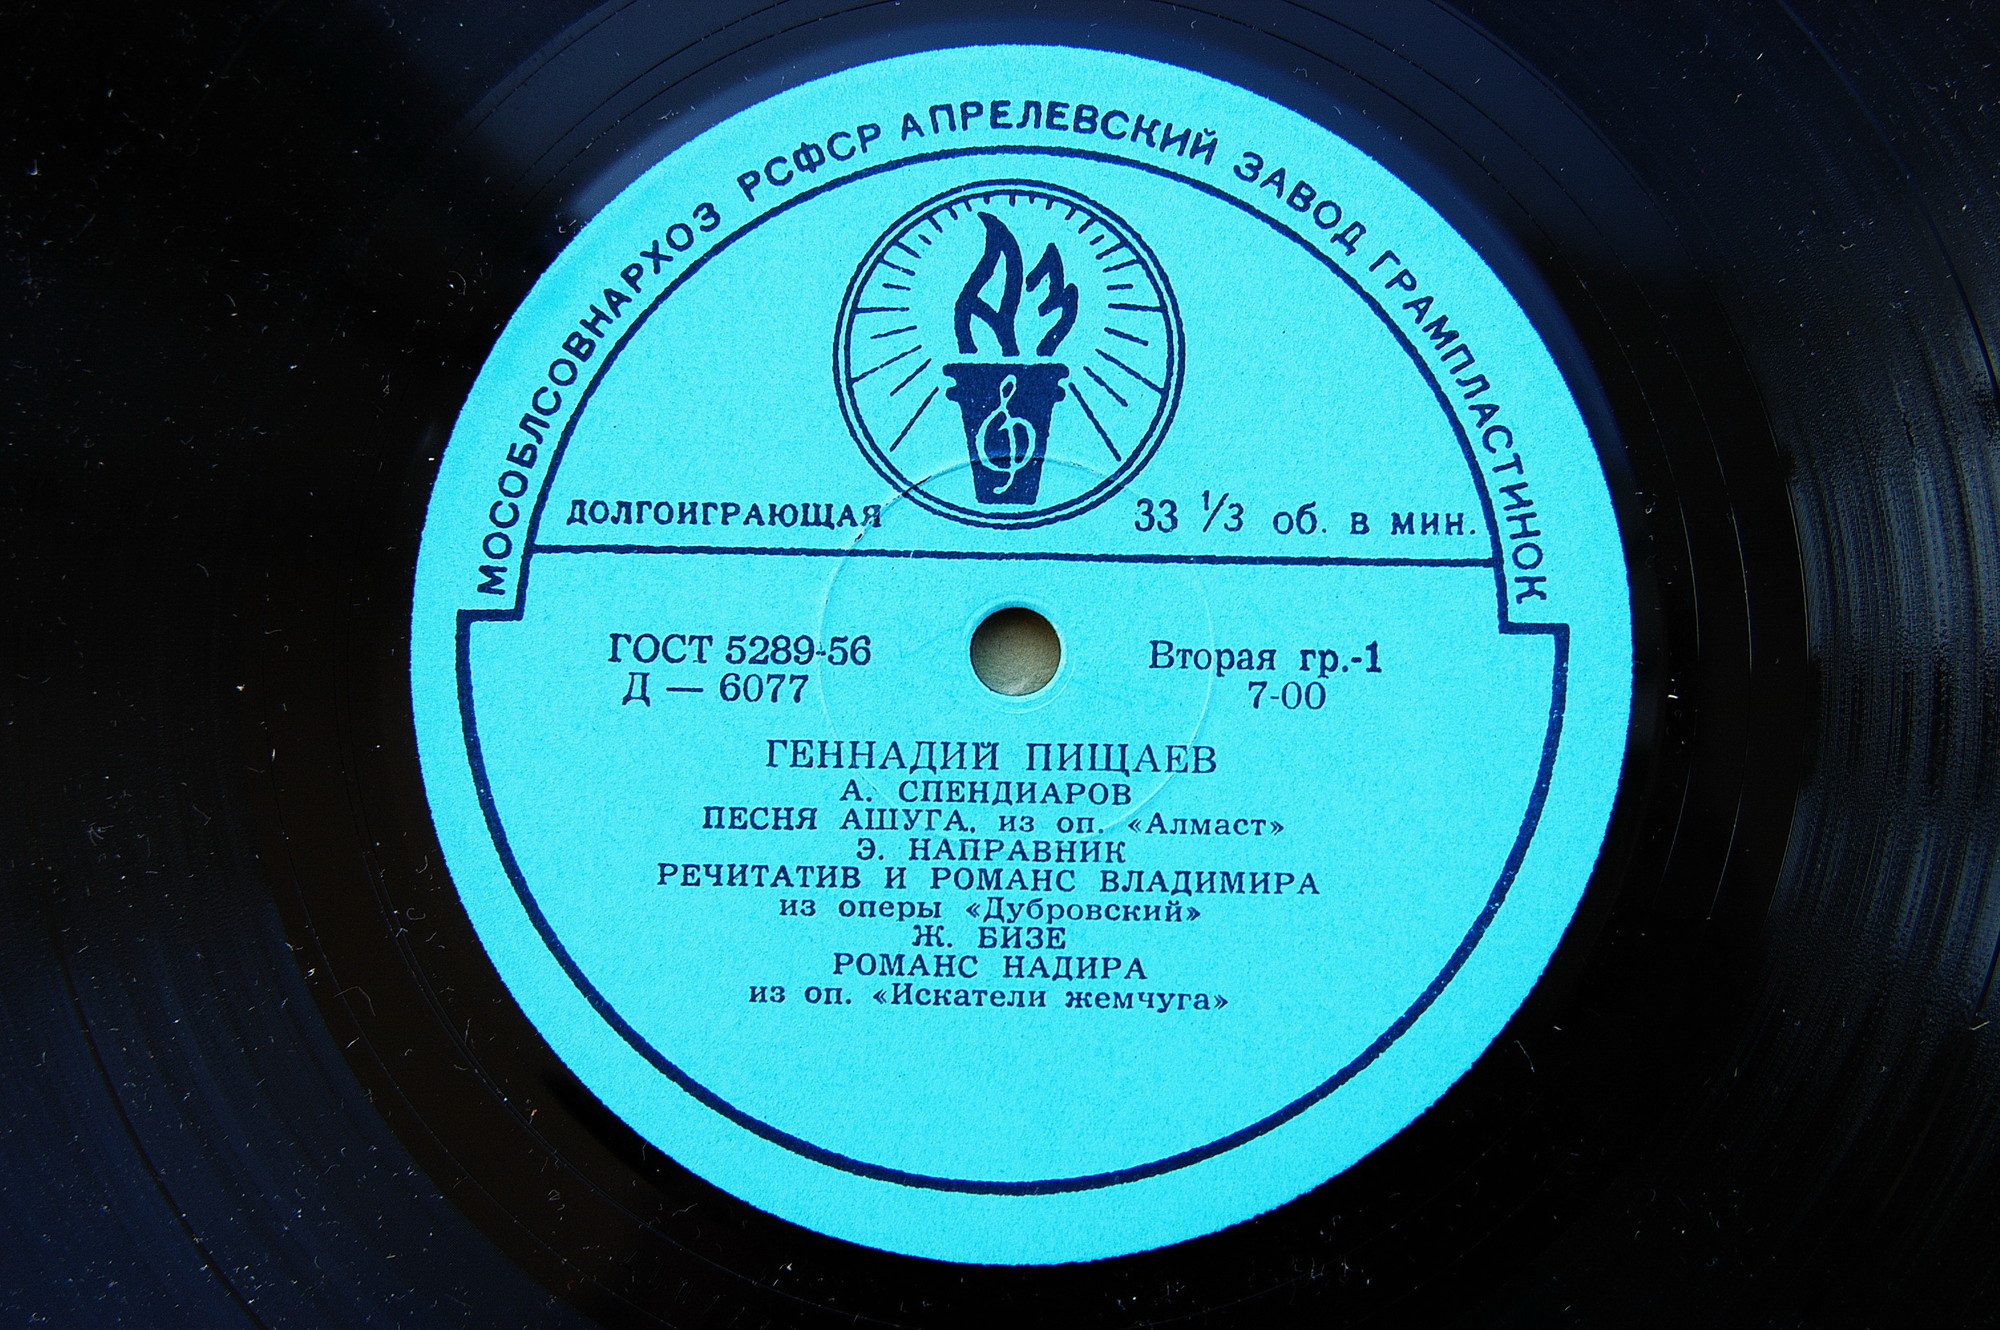 МОСОБЛСОВНАРХОЗ РСФСР АПРЕЛЕВСКИЙ ЗАВОД ГРАМПЛАСТИНОК
АЗ
ДОЛГОИГРАЮЩАЯ 33 1/3 об. в мин.
ГОСТ 5289-56 Вторая гр.-1
Д — 6077 7-00
ГЕННАДИЙ ПИЩАЕВ
А. СПЕНДИАРОВ
ПЕСНЯ АШУГА, из оп. «Алмаст»
Э. НАПРАВНИК
РЕЧИТАТИВ И РОМАНС ВЛАДИМИРА
из оперы «Дубровский»
Ж. БИЗЕ
РОМАНС НАДИРА
из оп. «Искатели жемчуга»